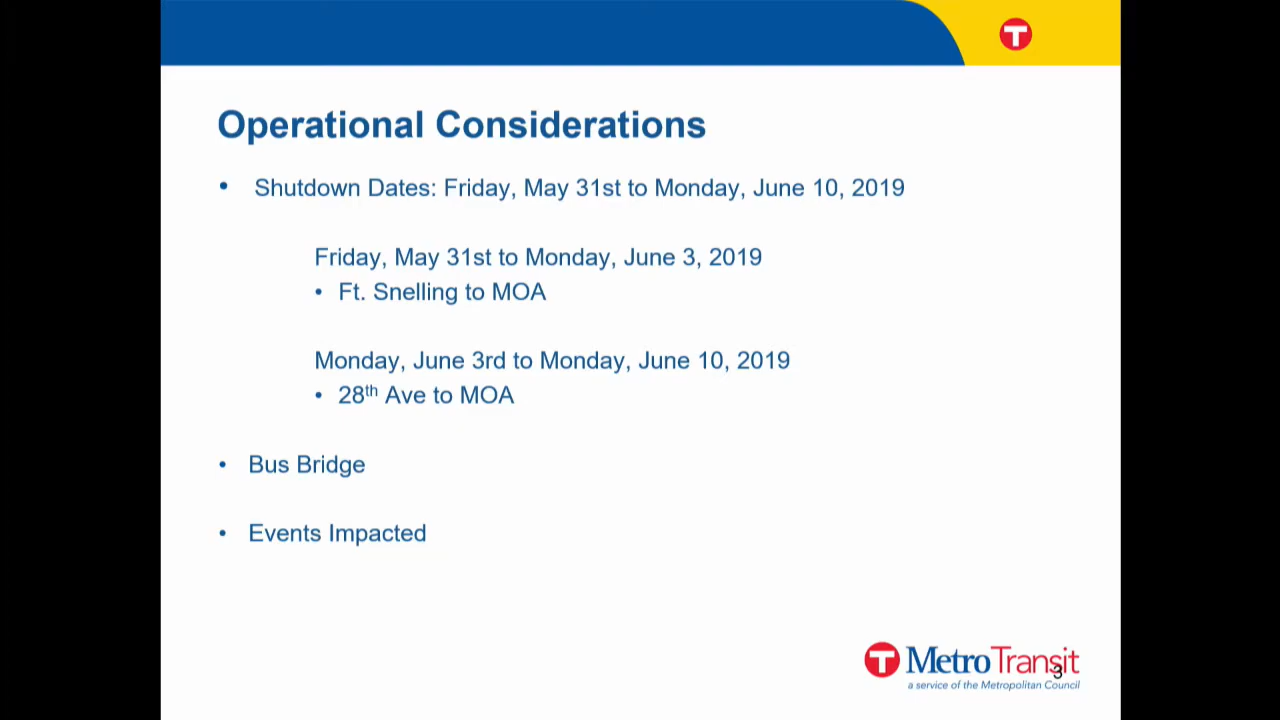 T
Operational Considerations
• Shutdown Dates: Friday, May 31st to Monday, June 10, 2019
Friday, May 31st to Monday, June 3, 2019
• Ft. Snelling to MOA
Monday, June 3rd to Monday, June 10, 2019
• 28th Ave to MOA
• Bus Bridge
• Events Impacted
T MetroTransit
3
a service of the Metropolitan Council